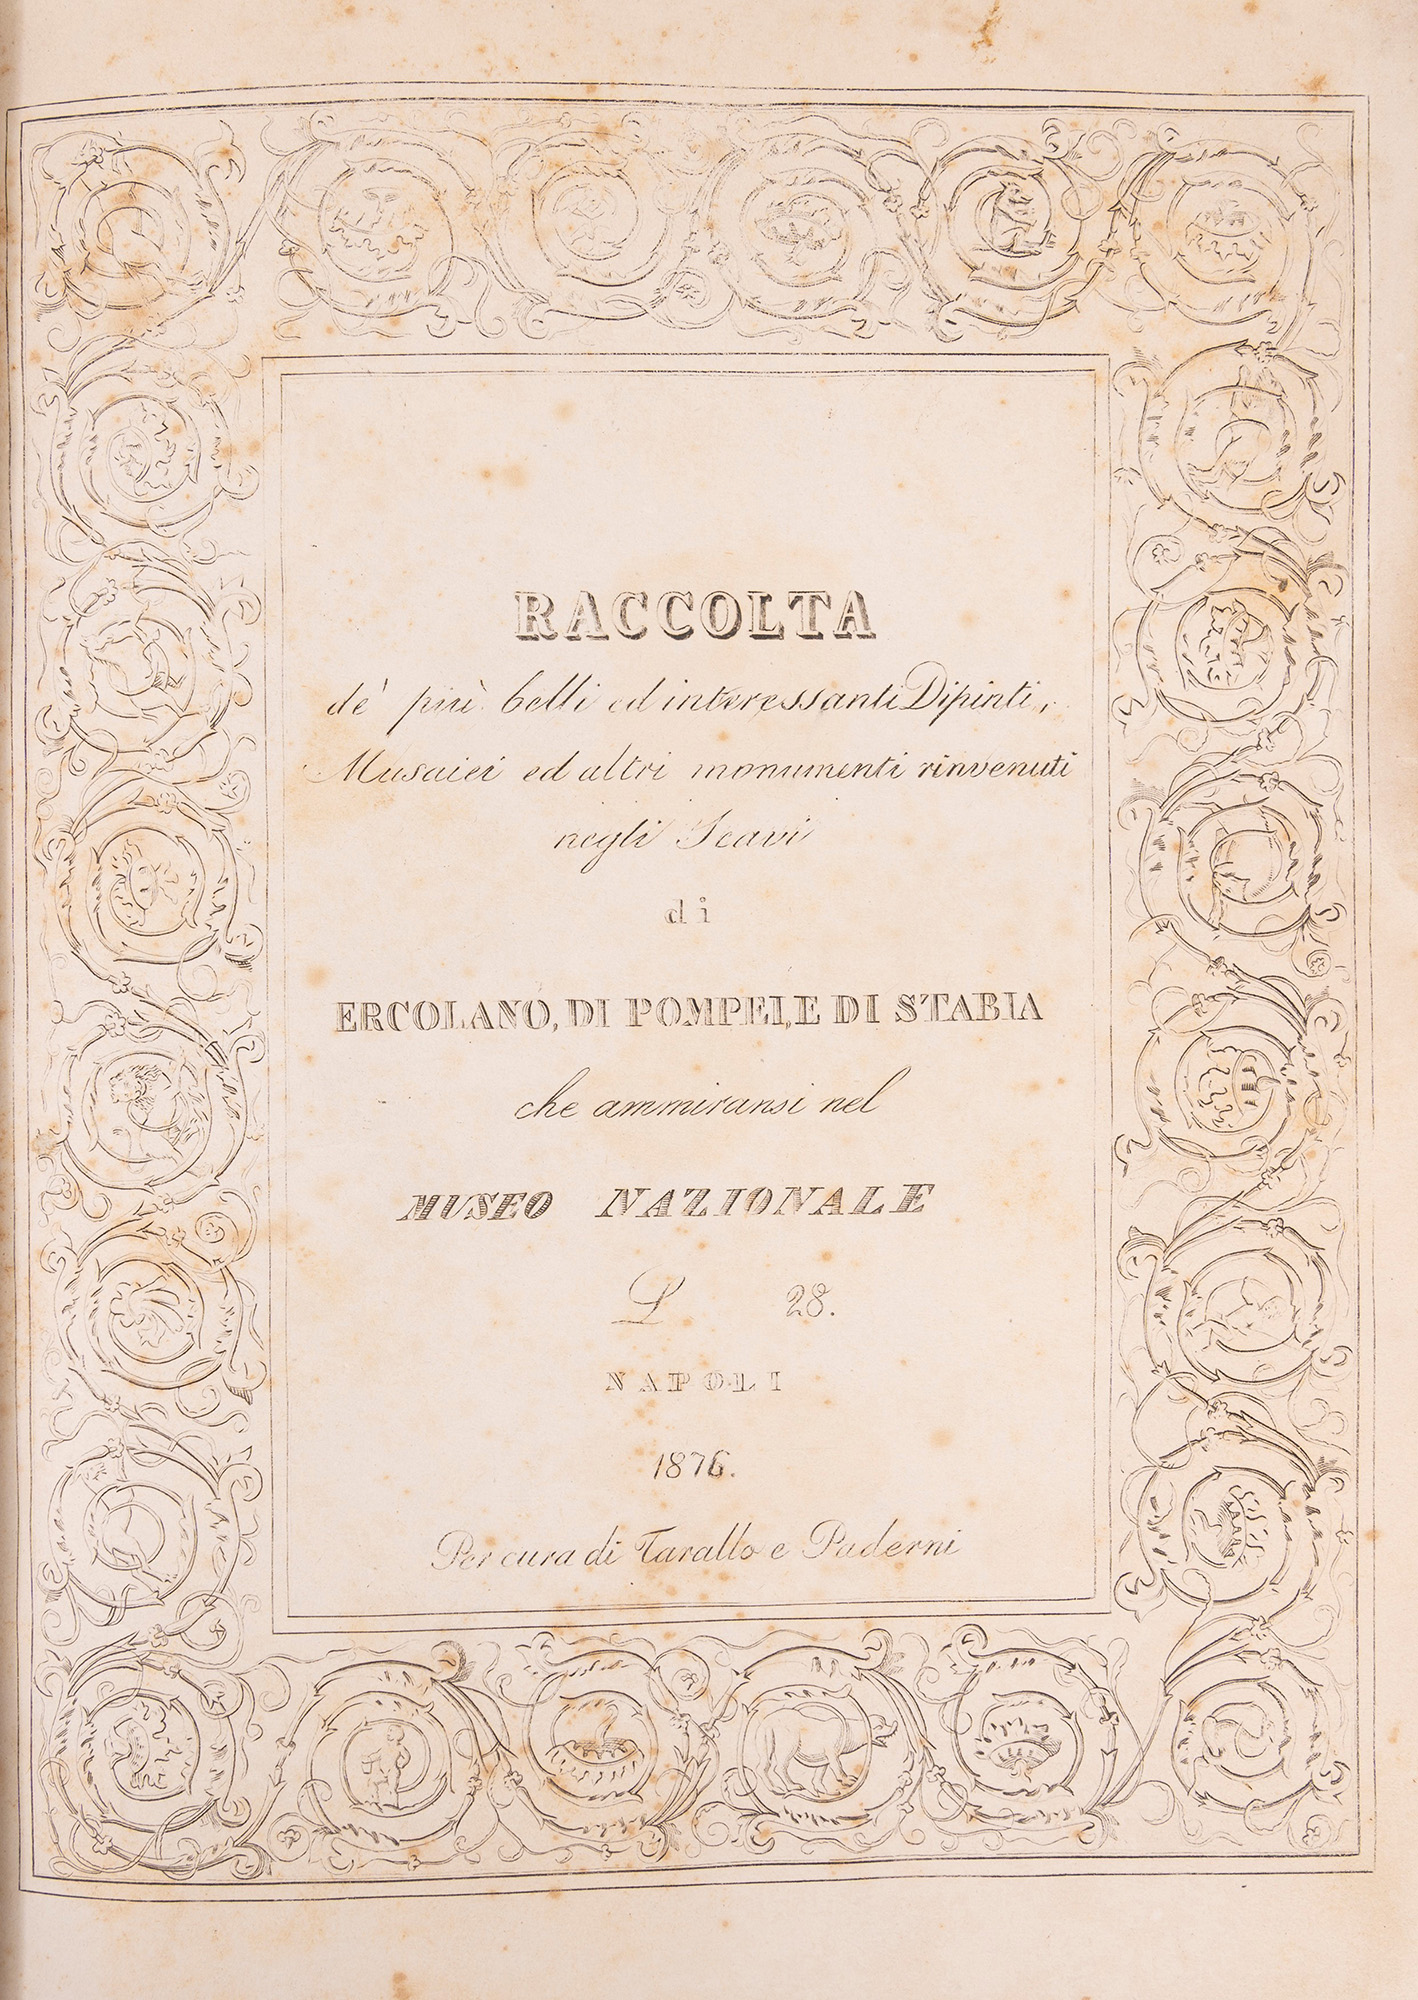 RACCOLTA
de' più belli ed interessanti Dipinti,
Musaici ed altri monumenti rinvenuti
negli Scavi
di
ERCOLANO, DI POMPEI, E DI STABIA
che ammiransi nel
MUSEO NAZIONALE
L 28.
NAPOLI
1876.
Per cura di Tarallo e Paderni